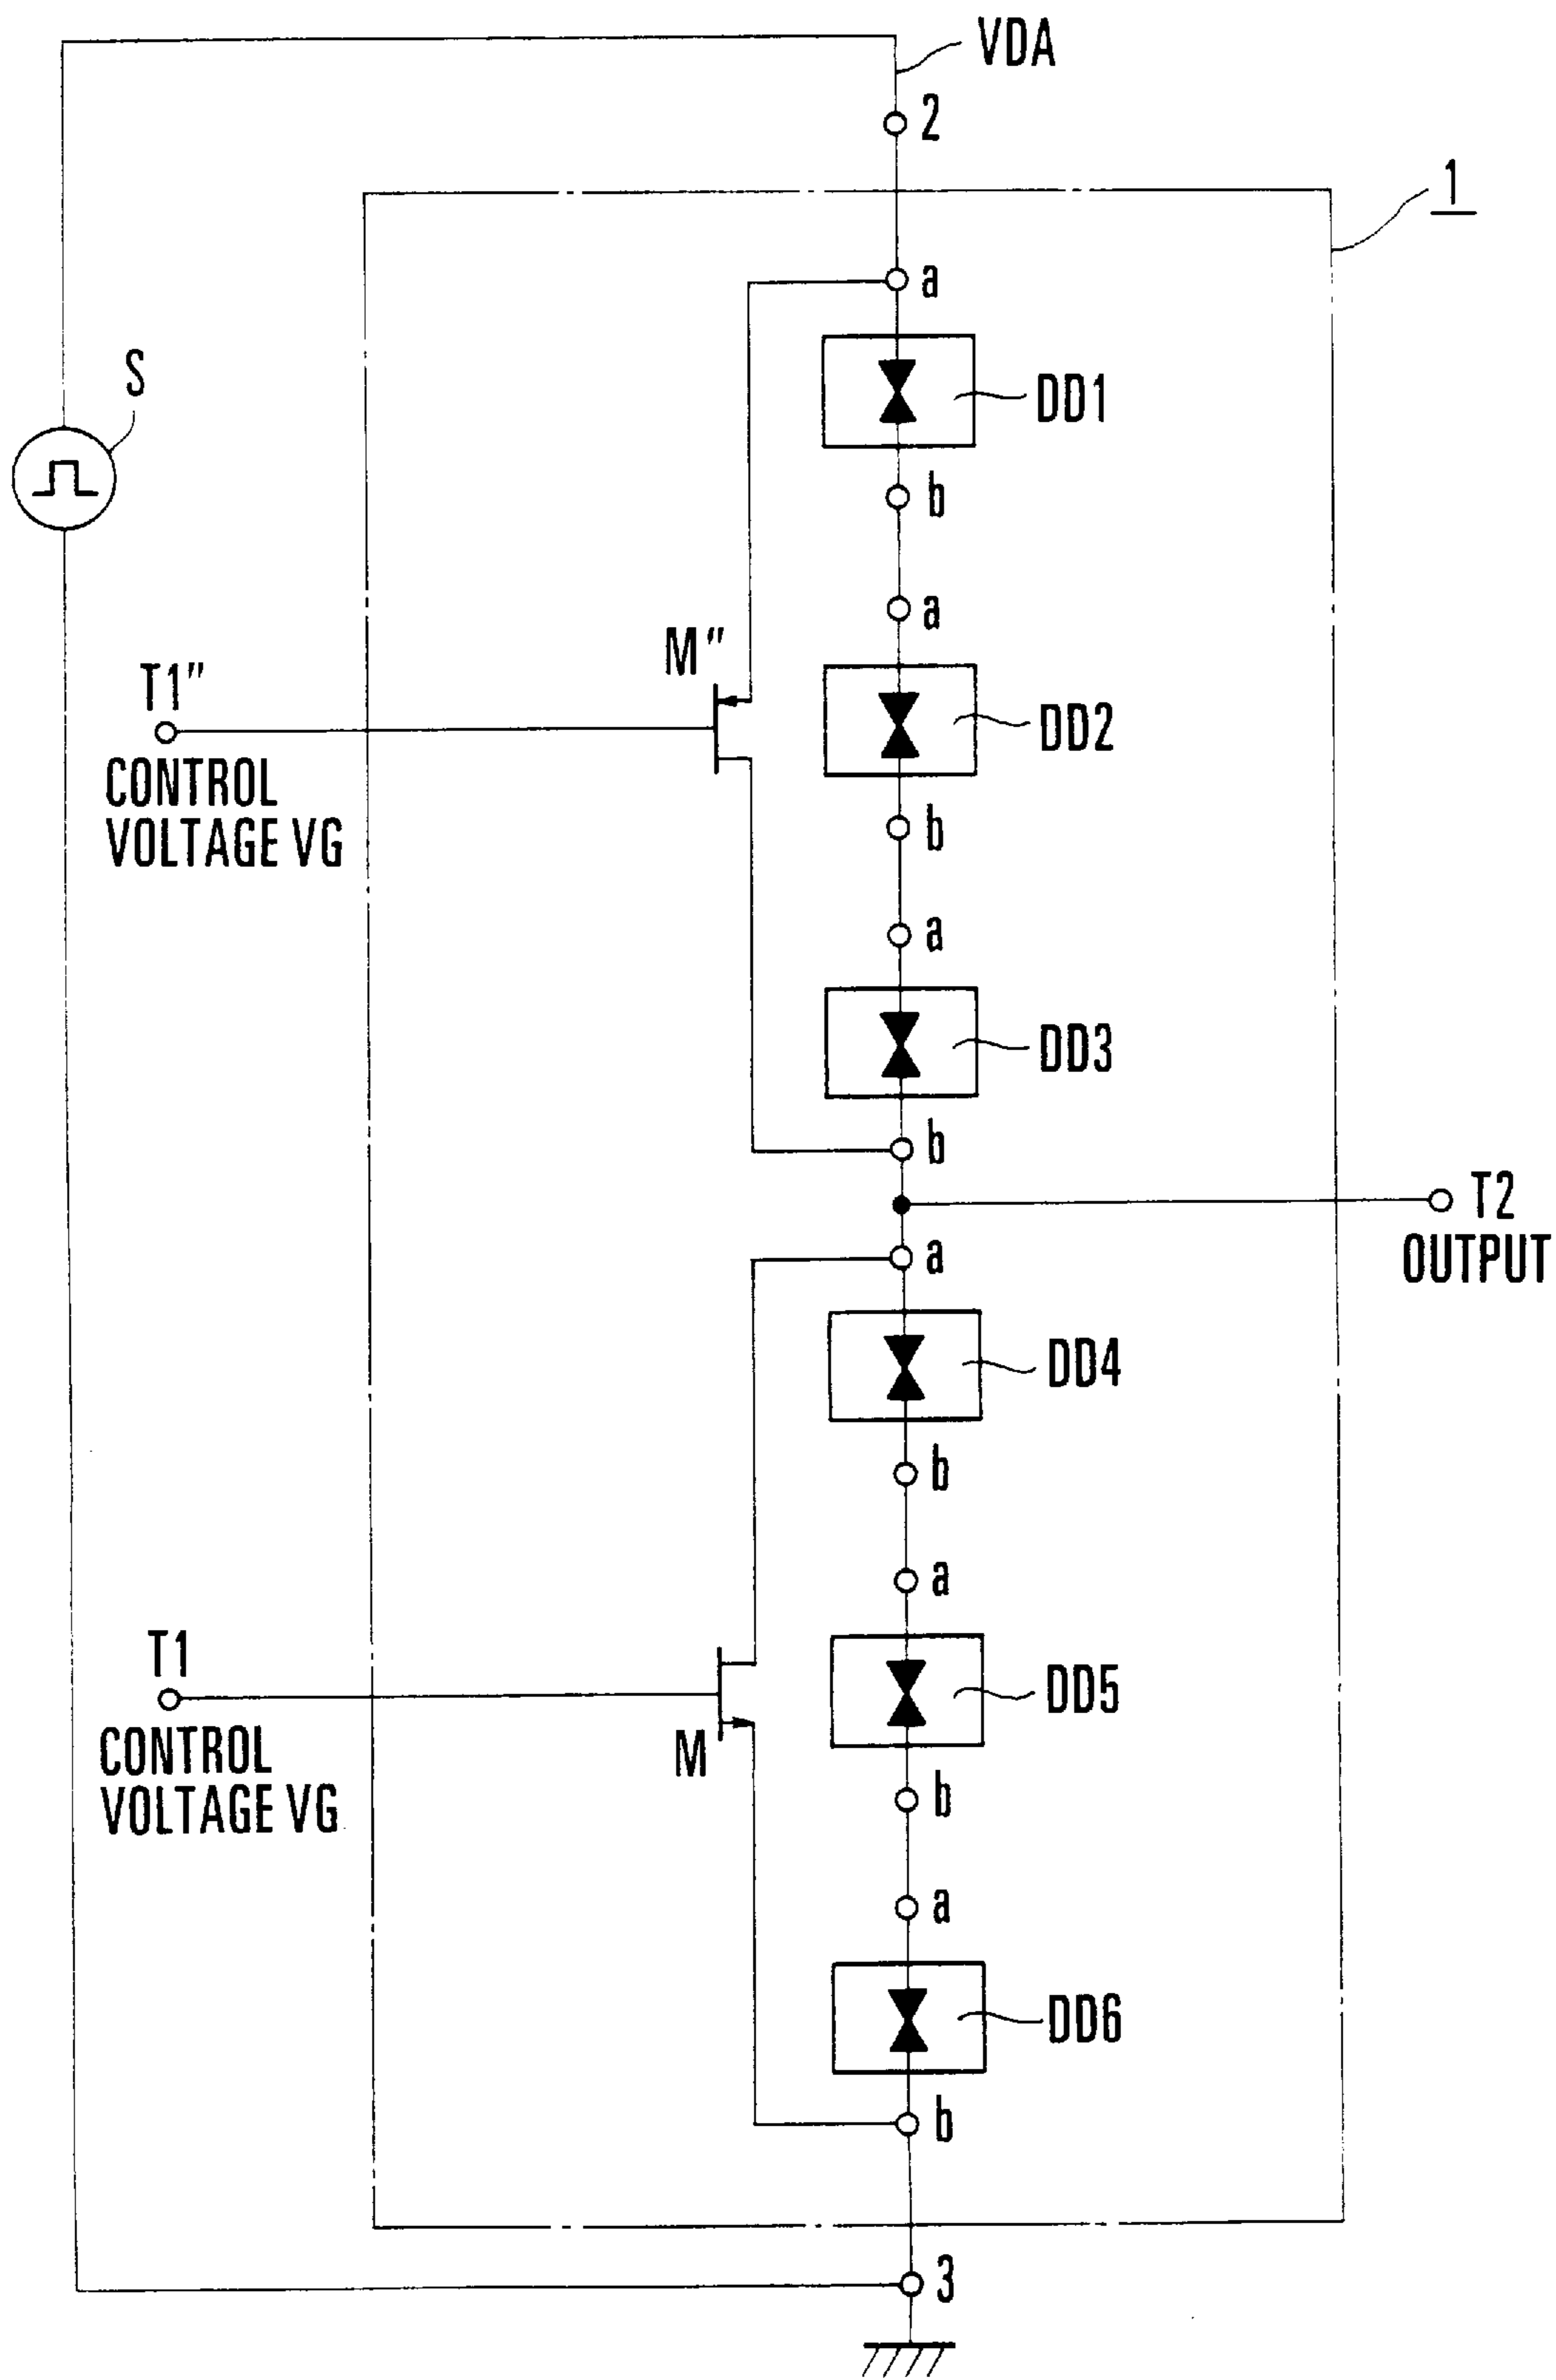 VDA
2
1
a
S
DD1
b
a
M"
T1"
DD2
CONTROL
VOLTAGE VG
b
a
DD3
b
T2
OUTPUT
a
DD4
b
a
T1
DD5
M
CONTROL
VOLTAGE VG
b
a
DD6
b
3